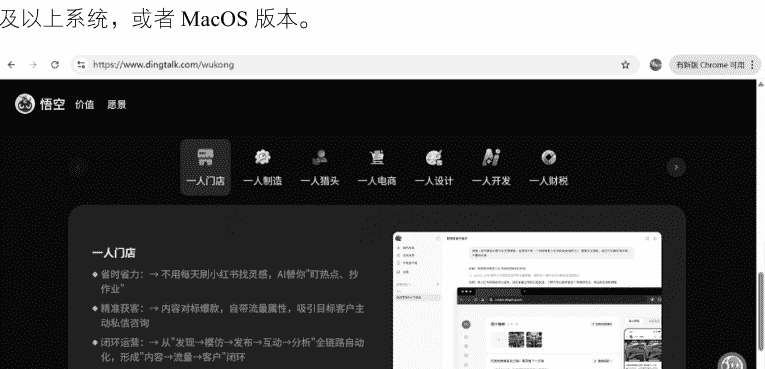 及以上系统，或者 MacOS 版本。
https://www.dingtalk.com/wukong
有新版 Chrome 可用
悟空 价值 愿景
一人门店 一人制造 一人猎头 一人电商 一人设计 一人开发 一人财税
一人门店
省时省力：→ 不用每天刷小红书找灵感，AI替你"盯热点、抄
作业"
精准获客：→ 内容对标爆款，自带流量属性，吸引目标客户主
动私信咨询
闭环运营：→ 从"发现→模仿→发布→互动→分析"全链路自动
化，形成"内容→流量→客户"闭环